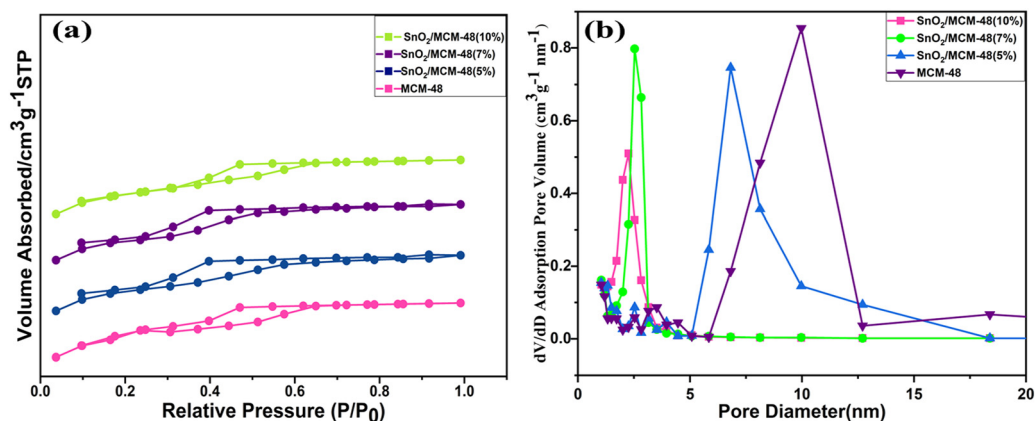 (a)
SnO2/MCM-48(10%)
SnO2/MCM-48(7%)
SnO2/MCM-48(5%)
MCM-48
Volume Absorbed/cm3g-1STP
0.0 0.2 0.4 0.6 0.8 1.0
Relative Pressure (P/P0)
(b)
SnO2/MCM-48(10%)
SnO2/MCM-48(7%)
SnO2/MCM-48(5%)
MCM-48
dV/dD Adsorption Pore Volume (cm3g-1 nm-1)
0.8
0.6
0.4
0.2
0.0
0 5 10 15 20
Pore Diameter(nm)